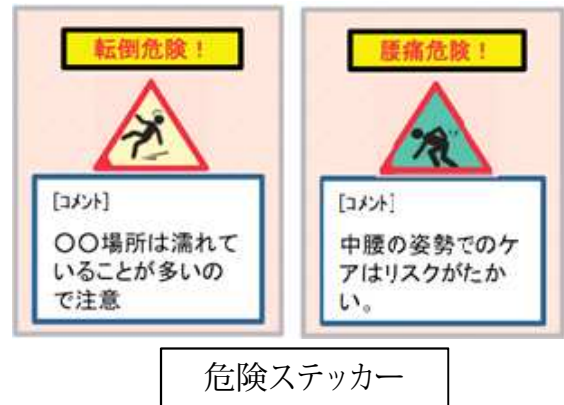 転倒危険！
[コメント]
〇〇場所は濡れて
いることが多いの
で注意
腰痛危険！
[コメント]
中腰の姿勢でのケ
アはリスクがたか
い。
危険ステッカー